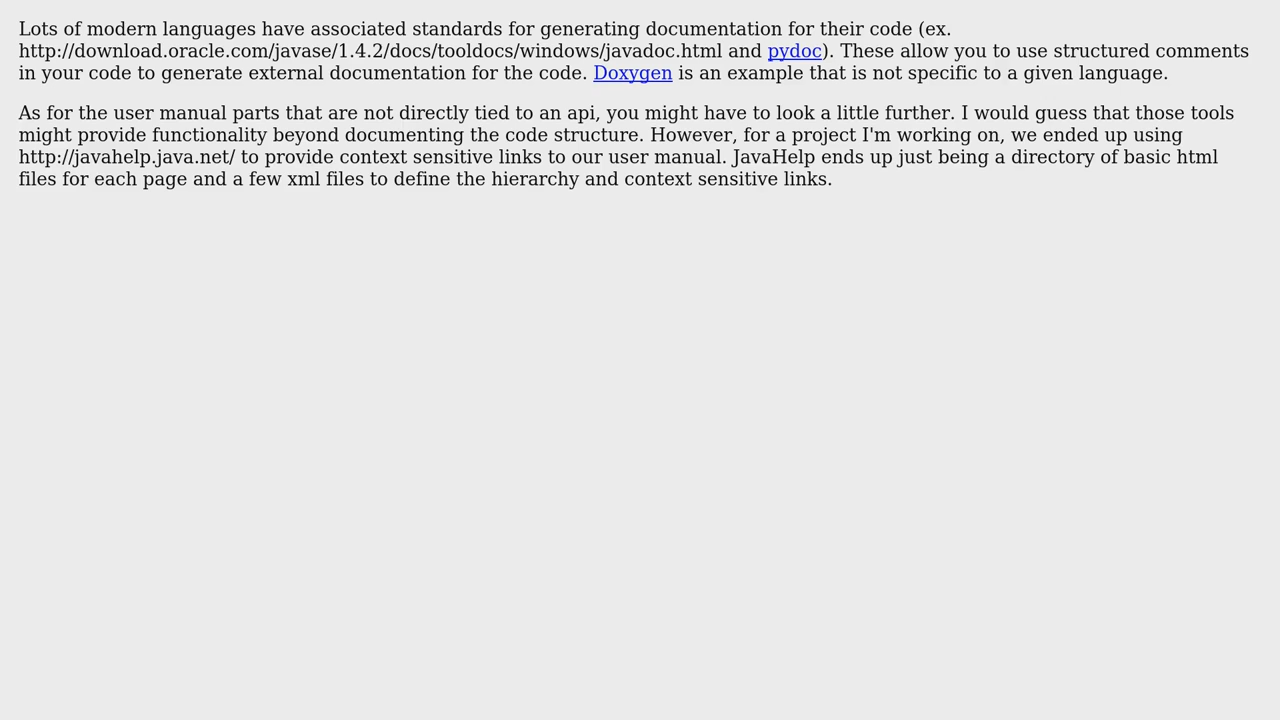 Lots of modern languages have associated standards for generating documentation for their code (ex.
http://download.oracle.com/javase/1.4.2/docs/tooldocs/windows/javadoc.html and pydoc). These allow you to use structured comments
in your code to generate external documentation for the code. Doxygen is an example that is not specific to a given language.
As for the user manual parts that are not directly tied to an api, you might have to look a little further. I would guess that those tools
might provide functionality beyond documenting the code structure. However, for a project I'm working on, we ended up using
http://javahelp.java.net/ to provide context sensitive links to our user manual. JavaHelp ends up just being a directory of basic html
files for each page and a few xml files to define the hierarchy and context sensitive links.